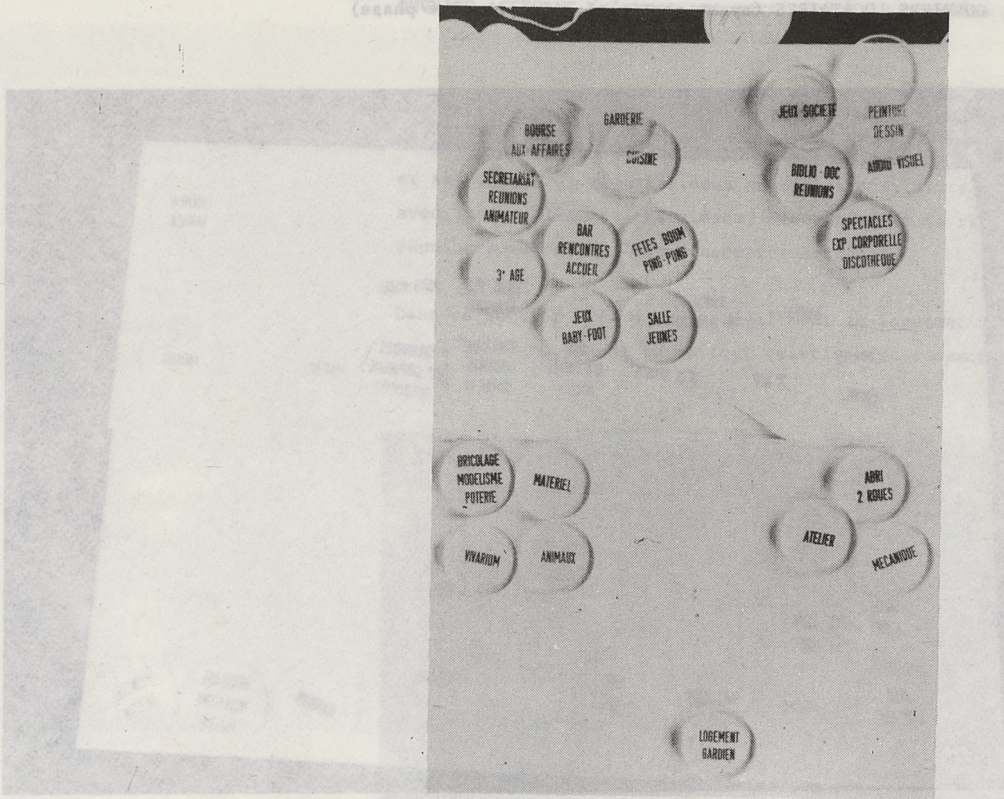 BOURSE
AUX AFFAIRES
GARDERIE
CUISINE
SECRETARIAT
REUNIONS
ANIMATEUR
BAR
RENCONTRES
ACCUEIL
FETES BOUM
PING-PONG
3e AGE
JEUX
BABY-FOOT
SALLE
JEUNES
JEUX SOCIETE
PEINTURE
DESSIN
BIBLIO-DOC
REUNIONS
AUDIO VISUEL
SPECTACLES
EXP. CORPORELLE
DISCOTHEQUE
BRICOLAGE
MODELISME
POTERIE
MATERIEL
VIVARIUM
ANIMAUX
ABRI
2 ROUES
ATELIER
MECANIQUE
LOGEMENT
GARDIEN